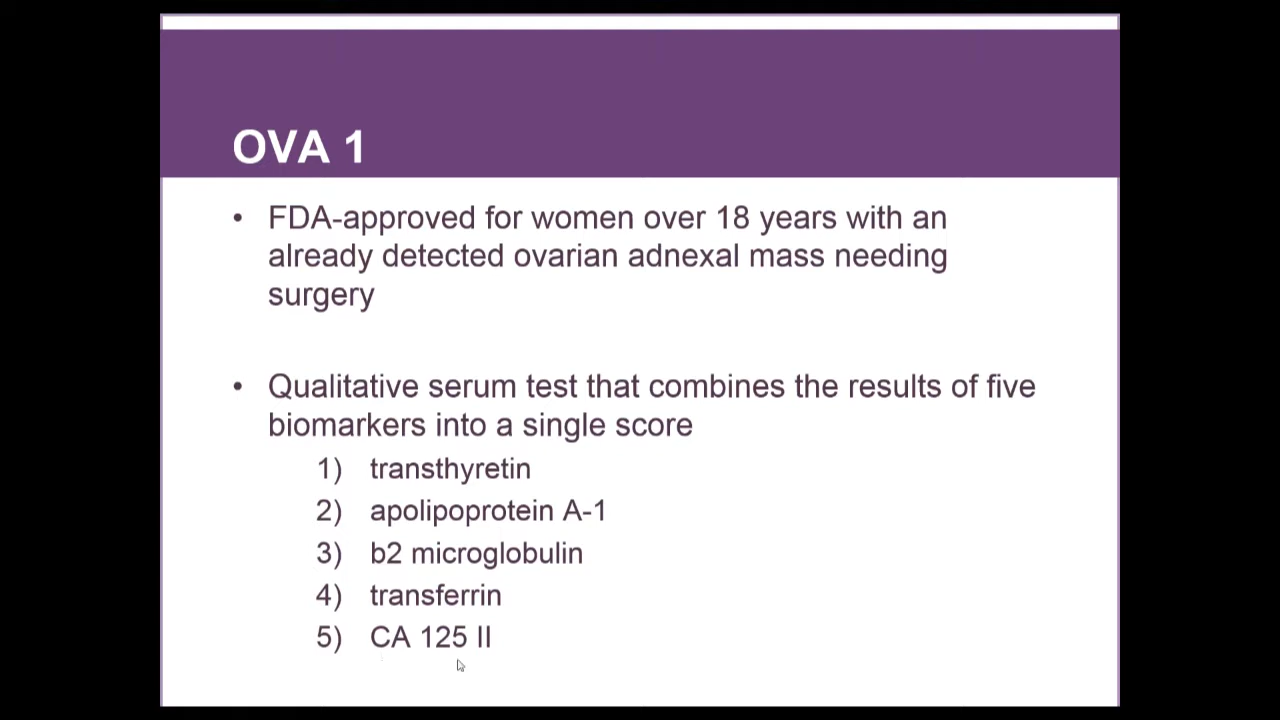 OVA 1
• FDA-approved for women over 18 years with an
already detected ovarian adnexal mass needing
surgery
• Qualitative serum test that combines the results of five
biomarkers into a single score
1) transthyretin
2) apolipoprotein A-1
3) b2 microglobulin
4) transferrin
5) CA 125 II